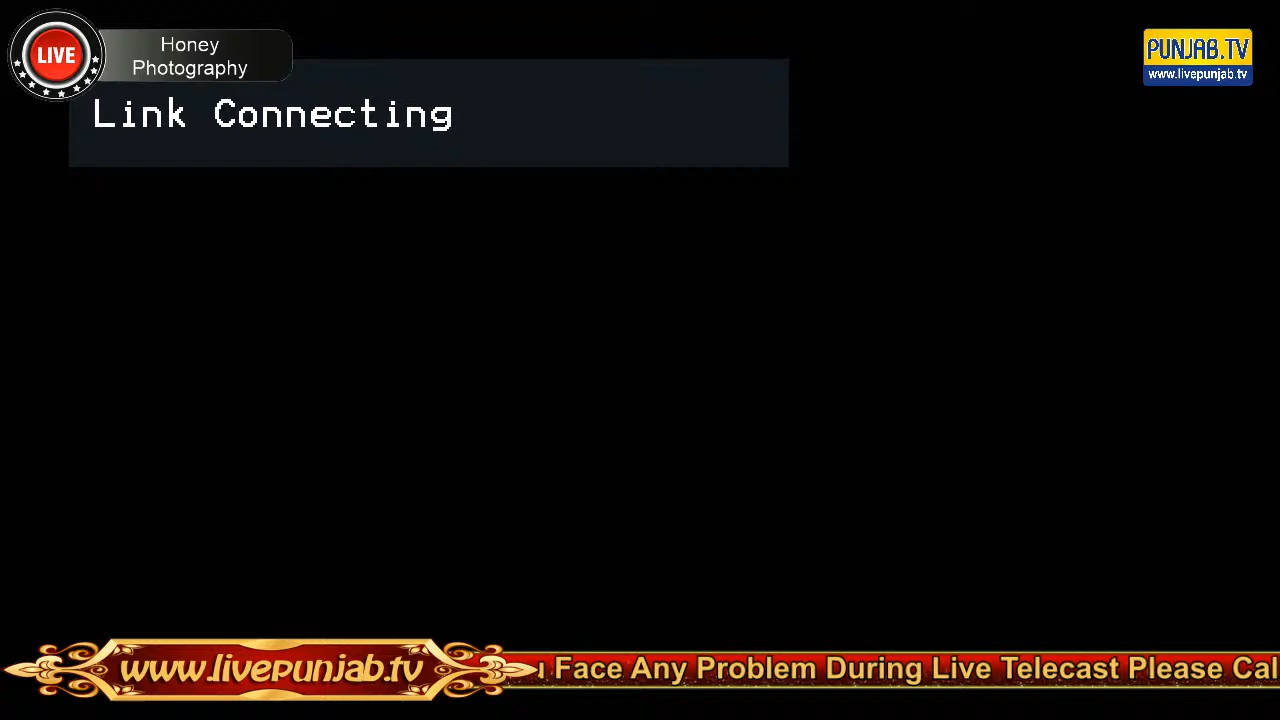 LIVE
Honey
Photography
PUNJAB.TV
www.livepunjab.tv
Link Connecting
www.livepunjab.tv
Face Any Problem During Live Telecast Please Cal